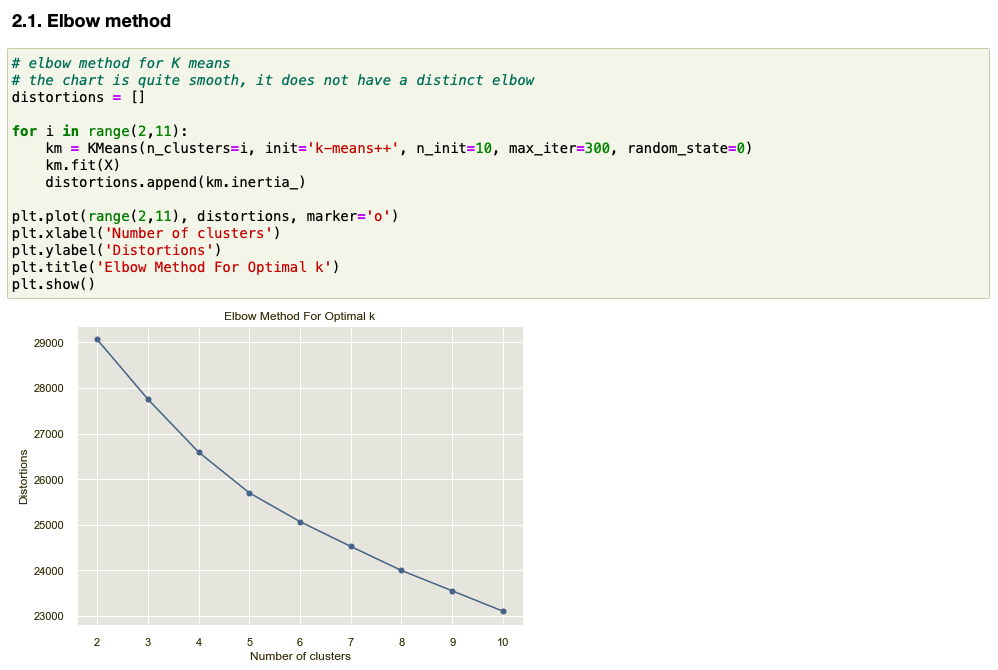 2.1. Elbow method
# elbow method for K means
# the chart is quite smooth, it does not have a distinct elbow
distortions = []
for i in range(2,11):
    km = KMeans(n_clusters=i, init='k-means++', n_init=10, max_iter=300, random_state=0)
    km.fit(X)
    distortions.append(km.inertia_)
plt.plot(range(2,11), distortions, marker='o')
plt.xlabel('Number of clusters')
plt.ylabel('Distortions')
plt.title('Elbow Method For Optimal k')
plt.show()
Elbow Method For Optimal k
29000
28000
27000
26000
25000
24000
23000
Distortions
2 3 4 5 6 7 8 9 10
Number of clusters